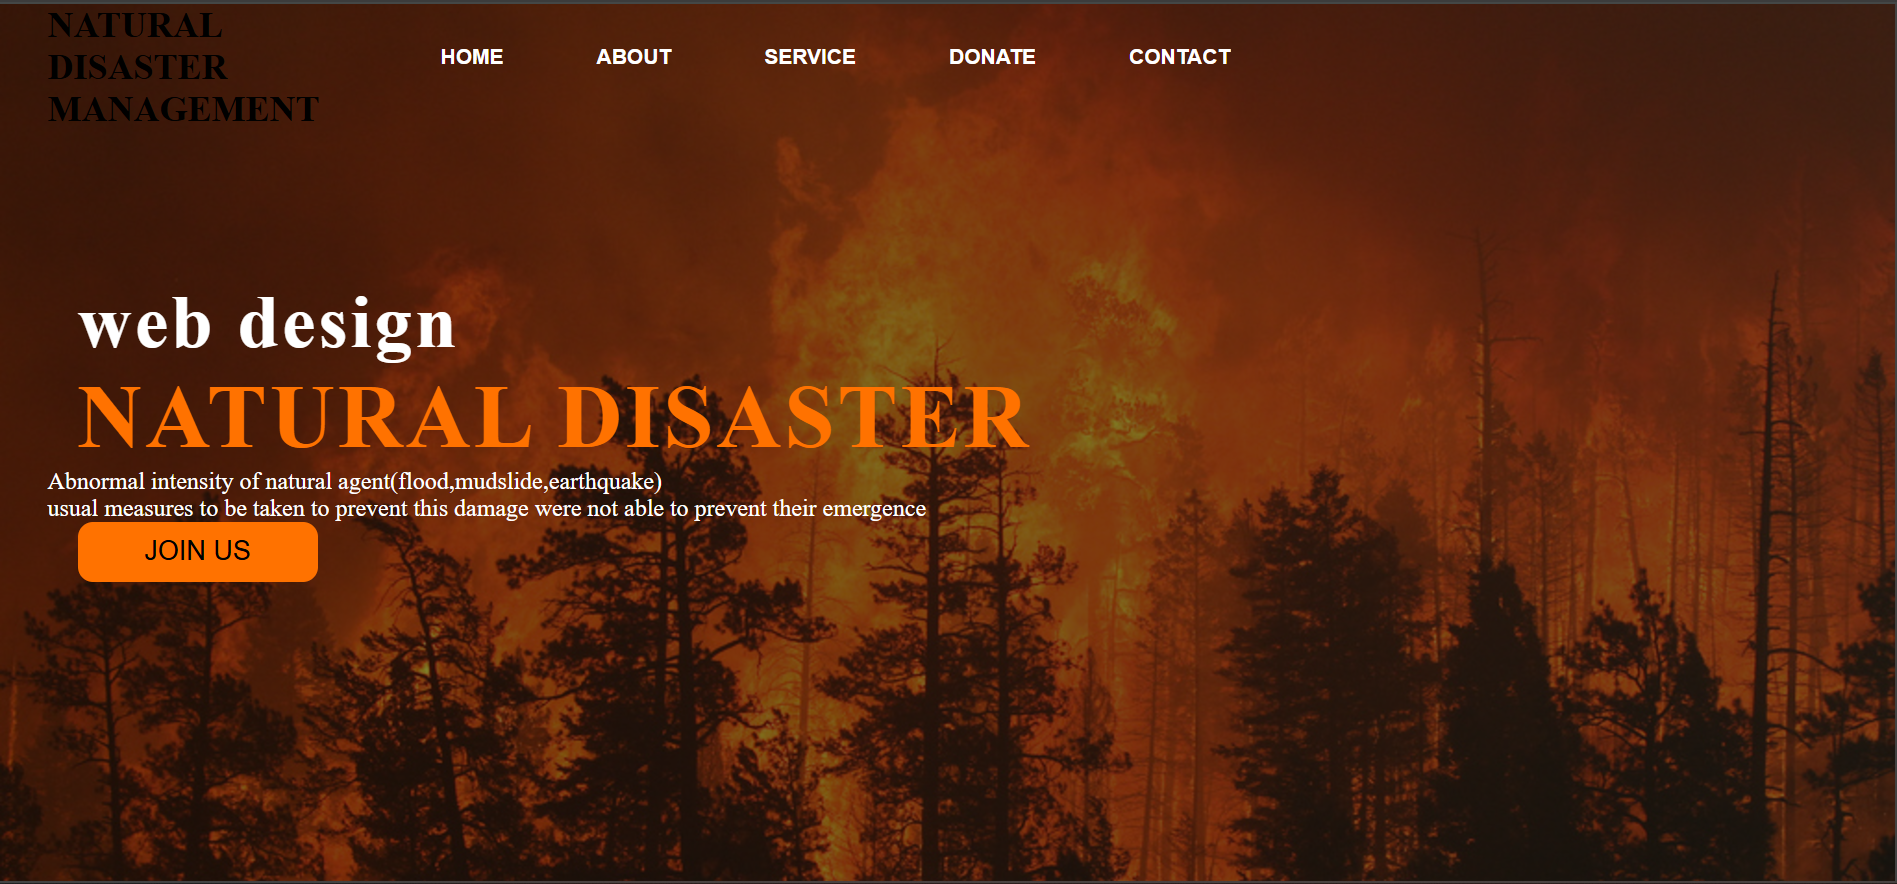 NATURAL
DISASTER
MANAGEMENT
HOME ABOUT SERVICE DONATE CONTACT
web design
NATURAL DISASTER
Abnormal intensity of natural agent(flood,mudslide,earthquake)
usual measures to be taken to prevent this damage were not able to prevent their emergence
JOIN US